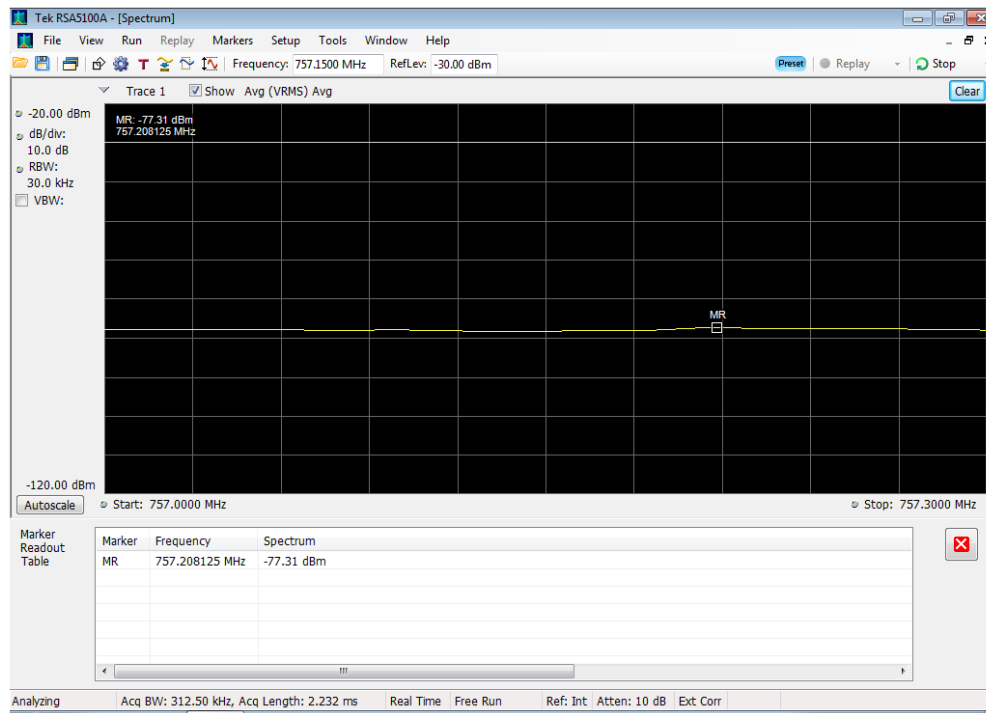 Tek RSA5100A - [Spectrum]
File View Run Replay Markers Setup Tools Window Help
Frequency: 757.1500 MHz RefLev: -30.00 dBm Preset Replay Stop
Trace 1 Show Avg (VRMS) Avg Clear
-20.00 dBm
MR: -77.31 dBm
757.208125 MHz
dB/div:
10.0 dB
RBW:
30.0 kHz
VBW:
MR
-120.00 dBm
Autoscale Start: 757.0000 MHz Stop: 757.3000 MHz
Marker Readout Table
Marker Frequency Spectrum
MR 757.208125 MHz -77.31 dBm
Analyzing Acq BW: 312.50 kHz, Acq Length: 2.232 ms Real Time Free Run Ref: Int Atten: 10 dB Ext Corr